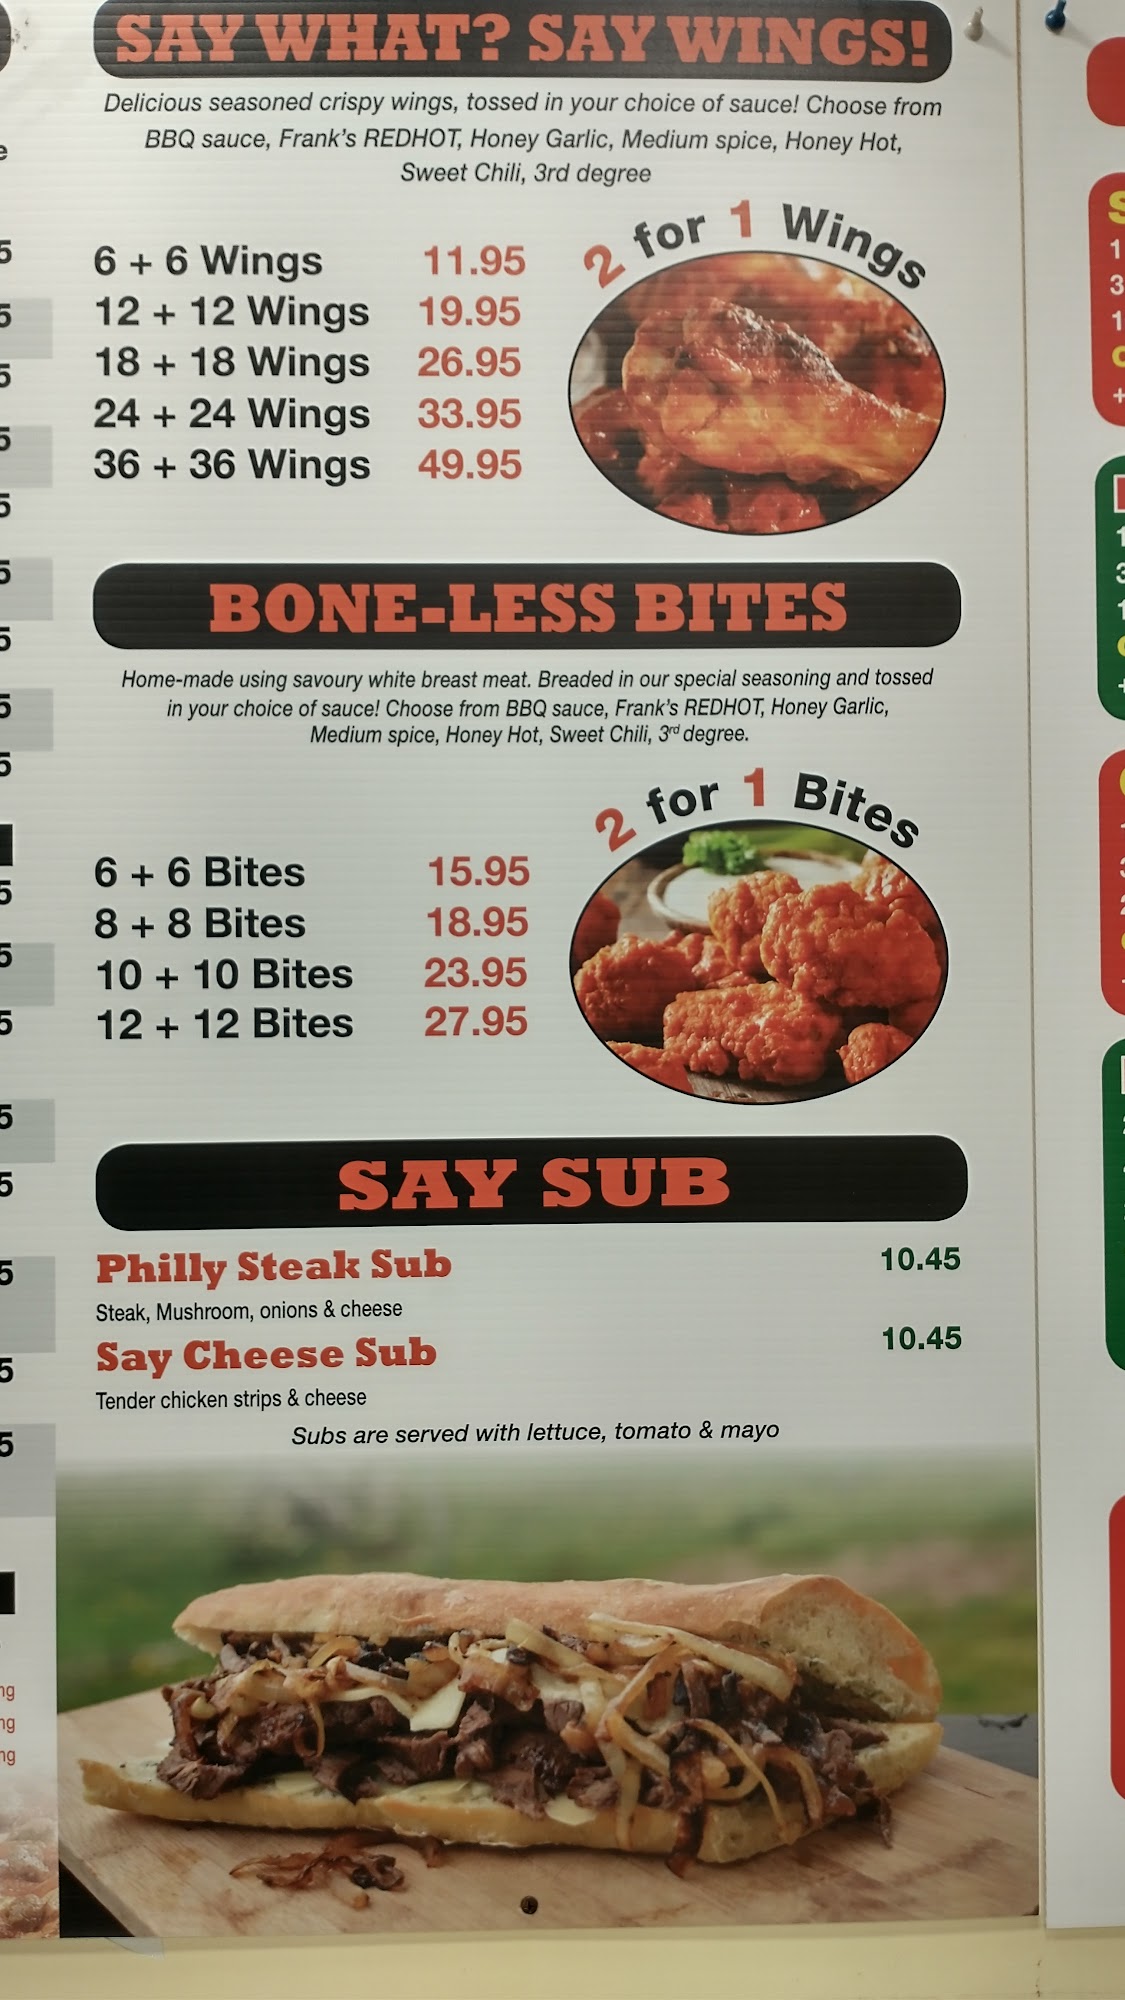 SAY WHAT? SAY WINGS!
Delicious seasoned crispy wings, tossed in your choice of sauce! Choose from
BBQ sauce, Frank's REDHOT, Honey Garlic, Medium spice, Honey Hot,
Sweet Chili, 3rd degree
2 for 1 Wings
6 + 6 Wings 11.95
12 + 12 Wings 19.95
18 + 18 Wings 26.95
24 + 24 Wings 33.95
36 + 36 Wings 49.95
BONE-LESS BITES
Home-made using savoury white breast meat. Breaded in our special seasoning and tossed
in your choice of sauce! Choose from BBQ sauce, Frank's REDHOT, Honey Garlic,
Medium spice, Honey Hot, Sweet Chili, 3rd degree.
2 for 1 Bites
6 + 6 Bites 15.95
8 + 8 Bites 18.95
10 + 10 Bites 23.95
12 + 12 Bites 27.95
SAY SUB
Philly Steak Sub 10.45
Steak, Mushroom, onions & cheese
Say Cheese Sub 10.45
Tender chicken strips & cheese
Subs are served with lettuce, tomato & mayo